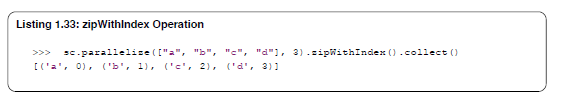 Listing 1.33: zipWithIndex Operation
>>> sc.parallelize(["a", "b", "c", "d"], 3).zipWithIndex().collect()
[('a', 0), ('b', 1), ('c', 2), ('d', 3)]